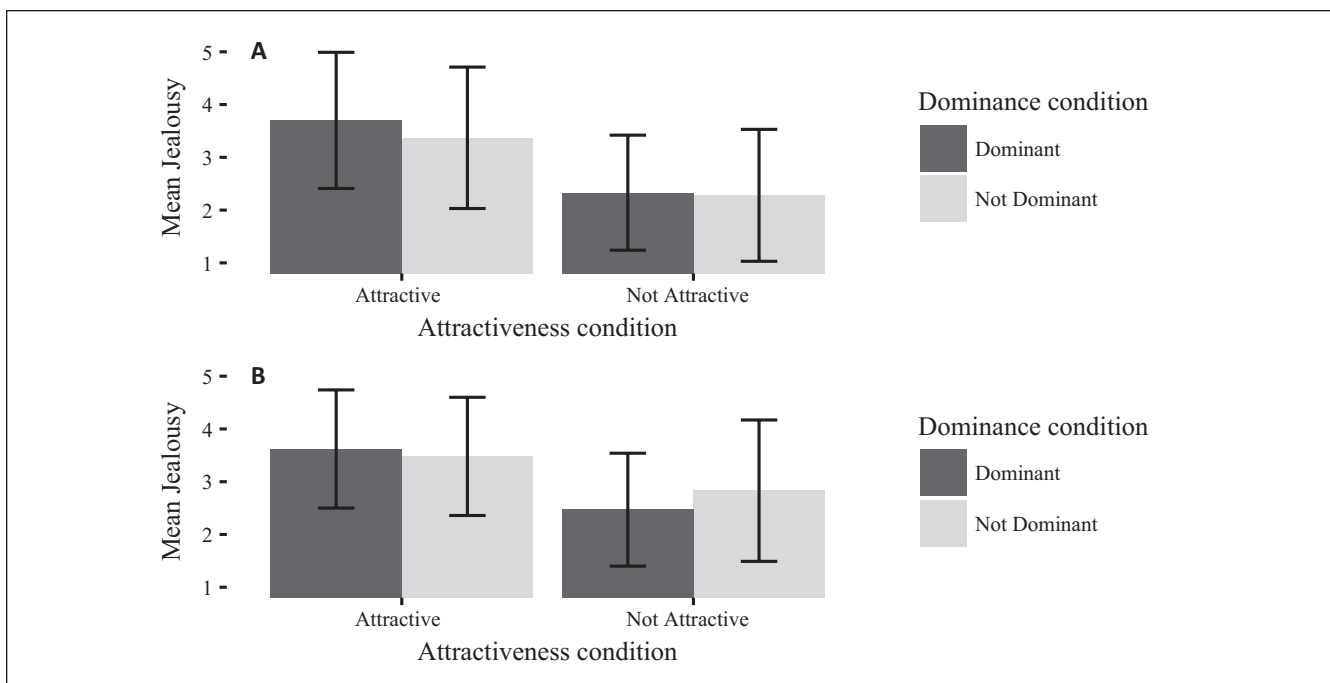 A
5
4
3
2
1
Mean Jealousy
Attractive
Not Attractive
Attractiveness condition
Dominance condition
Dominant
Not Dominant
B
5
4
3
2
1
Mean Jealousy
Attractive
Not Attractive
Attractiveness condition
Dominance condition
Dominant
Not Dominant